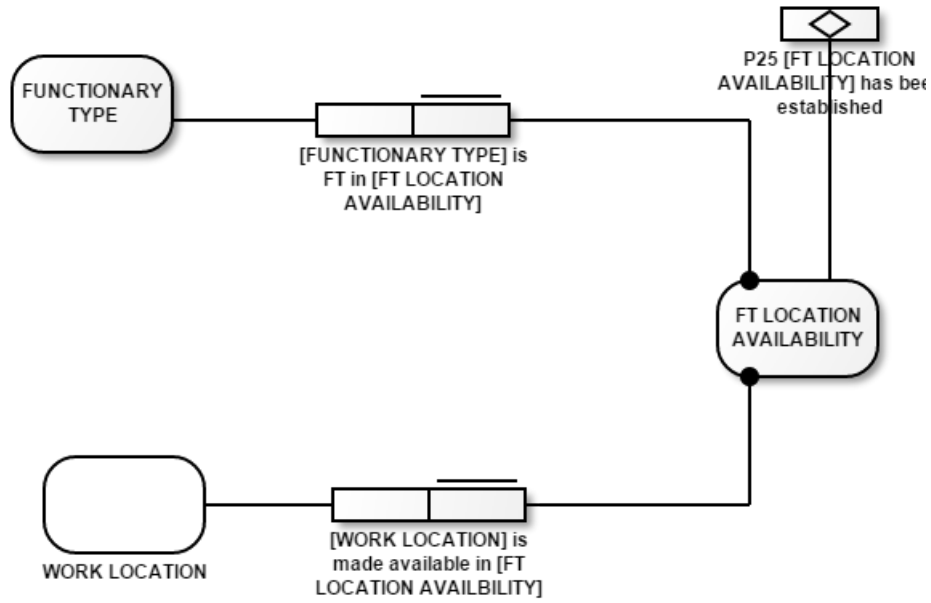 FUNCTIONARY
TYPE
P25 [FT LOCATION
AVAILABILITY] has bee
established
[FUNCTIONARY TYPE] is
FT in [FT LOCATION
AVAILABILITY]
FT LOCATION
AVAILABILITY
WORK LOCATION
[WORK LOCATION] is
made available in [FT
LOCATION AVAILBILITY]